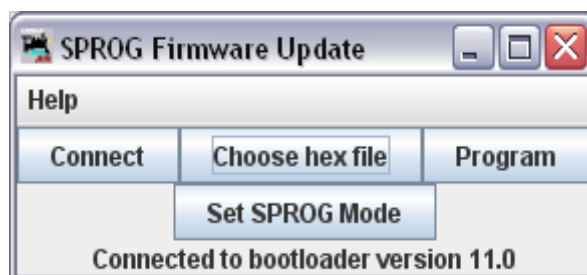 SPROG Firmware Update
Help
Connect Choose hex file Program
Set SPROG Mode
Connected to bootloader version 11.0